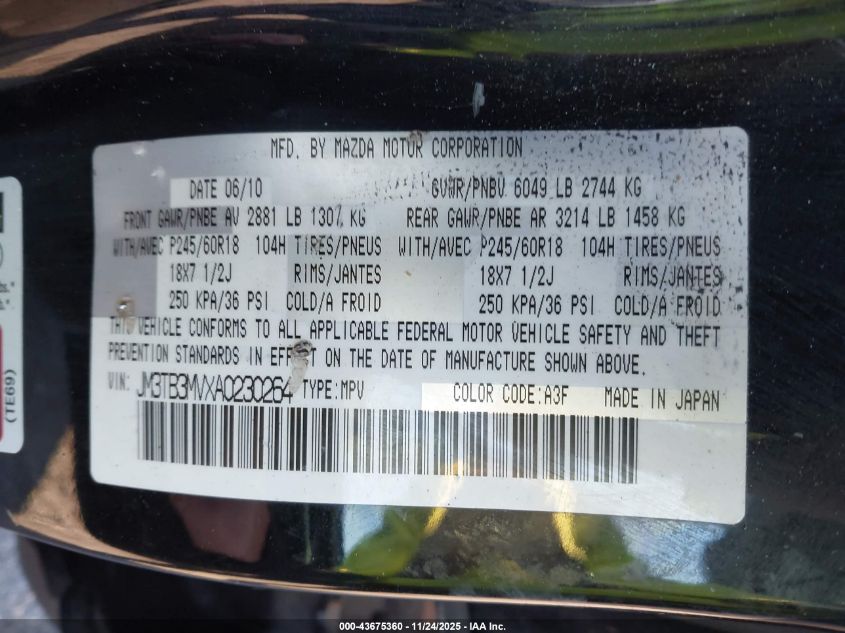 MFD. BY MAZDA MOTOR CORPORATION
DATE 06/10 GVWR/PNBV 6049 LB 2744 KG
FRONT GAWR/PNBE AV 2881 LB 1307 KG REAR GAWR/PNBE AR 3214 LB 1458 KG
WITH/AVEC P245/60R18 104H TIRES/PNEUS WITH/AVEC P245/60R18 104H TIRES/PNEUS
18X7 1/2J RIMS/JANTES 18X7 1/2J RIMS/JANTES
250 KPA/36 PSI COLD/A FROID 250 KPA/36 PSI COLD/A FROID
THIS VEHICLE CONFORMS TO ALL APPLICABLE FEDERAL MOTOR VEHICLE SAFETY AND THEFT
PREVENTION STANDARDS IN EFFECT ON THE DATE OF MANUFACTURE SHOWN ABOVE.
VIN: JM3TB3MVXA0230264 TYPE:MPV COLOR CODE:A3F MADE IN JAPAN
(TE69)
000-43675360 - 11/24/2025 - IAA Inc.